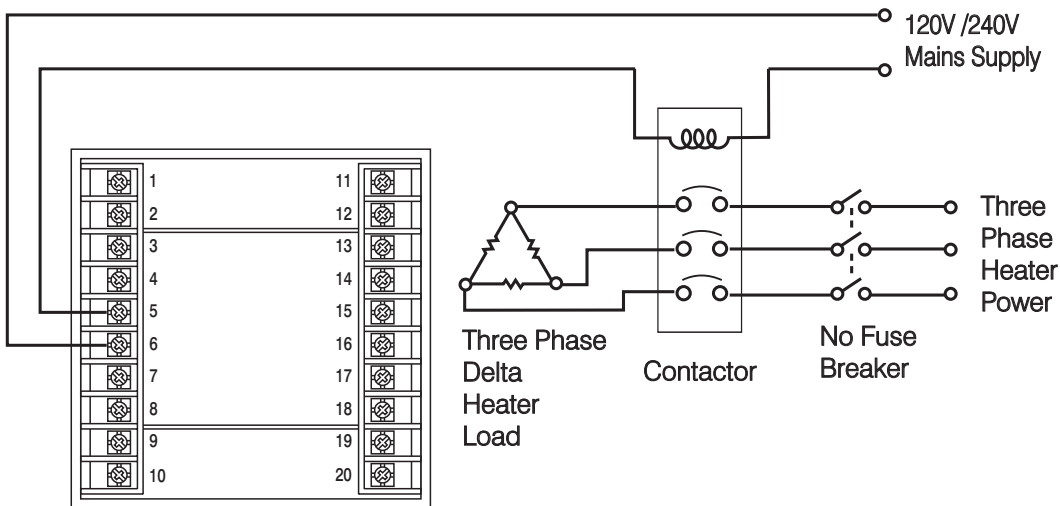 120V /240V
Mains Supply
1 11
2 12
3 13
4 14
5 15
6 16
7 17
8 18
9 19
10 20
Three Phase
Delta
Heater
Load
Contactor
No Fuse
Breaker
Three
Phase
Heater
Power